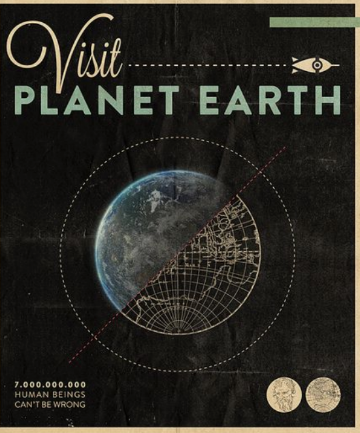 Visit
PLANET EARTH
7.000.000.000
HUMAN BEINGS
CAN'T BE WRONG